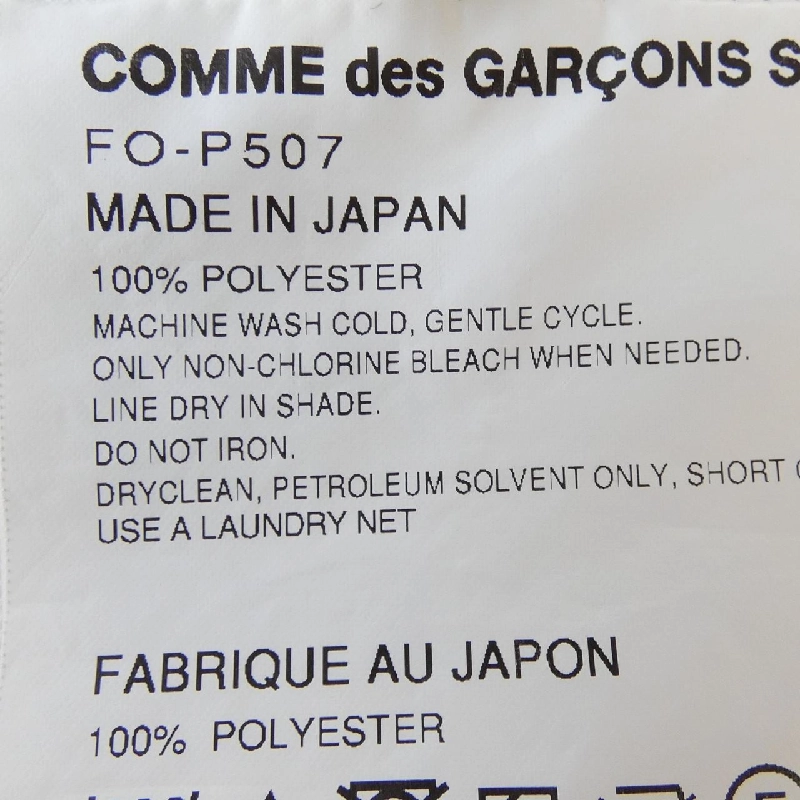 COMME des GARÇONS S
FO-P507
MADE IN JAPAN
100% POLYESTER
MACHINE WASH COLD, GENTLE CYCLE.
ONLY NON-CHLORINE BLEACH WHEN NEEDED.
LINE DRY IN SHADE.
DO NOT IRON.
DRYCLEAN, PETROLEUM SOLVENT ONLY, SHORT
USE A LAUNDRY NET
FABRIQUE AU JAPON
100% POLYESTER